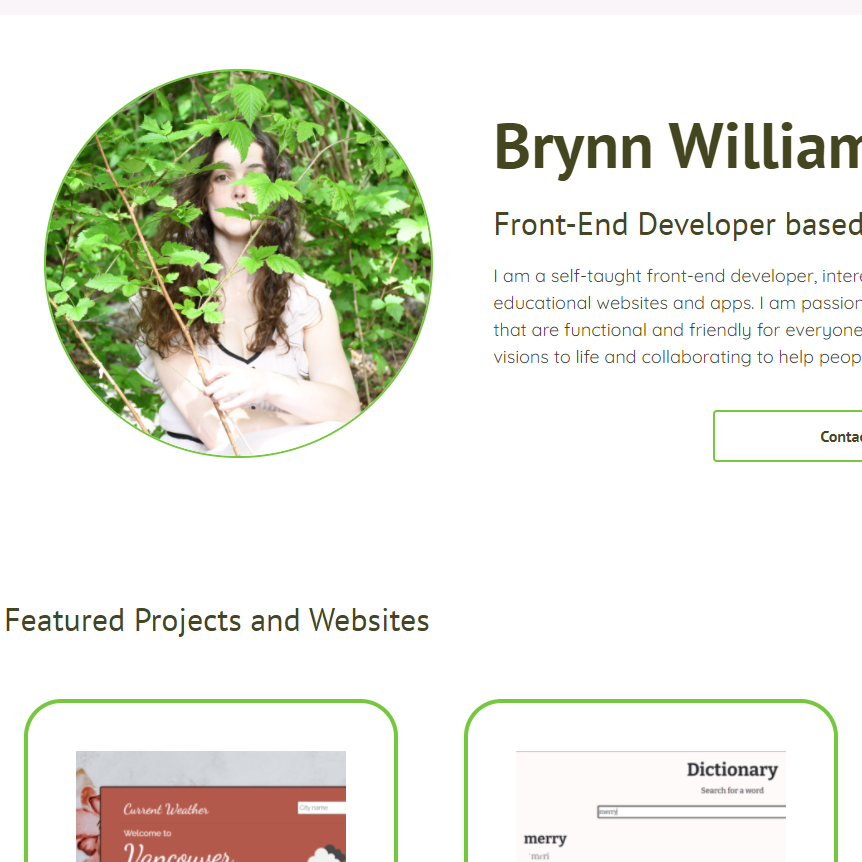 Brynn William
Front-End Developer based
I am a self-taught front-end developer, intere
educational websites and apps. I am passion
that are functional and friendly for everyone
visions to life and collaborating to help peop
Contac
Featured Projects and Websites
Current Weather
City name
Welcome to
Vancouver
Dictionary
Search for a word
merry
merry
'meri